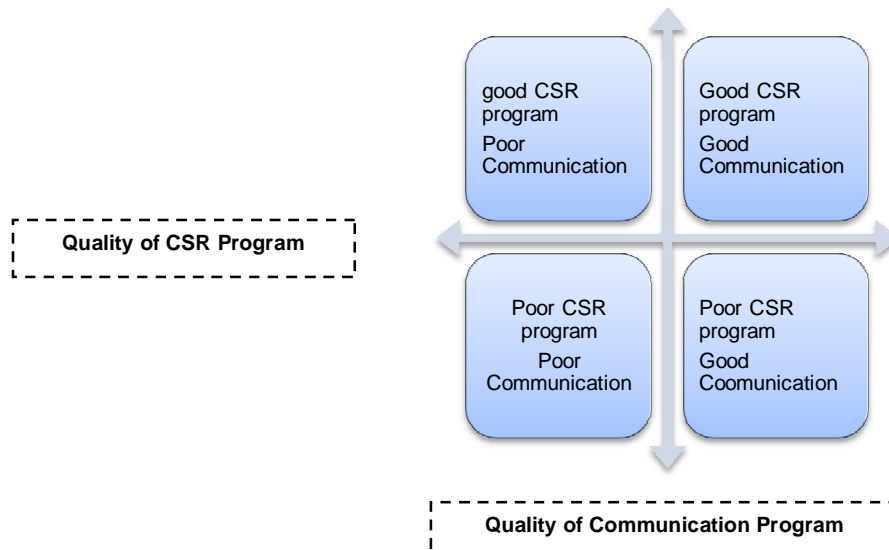 good CSR
program
Poor
Communication
Good CSR
program
Good
Communication
Quality of CSR Program
Poor CSR
program
Poor
Communication
Poor CSR
program
Good
Coomunication
Quality of Communication Program